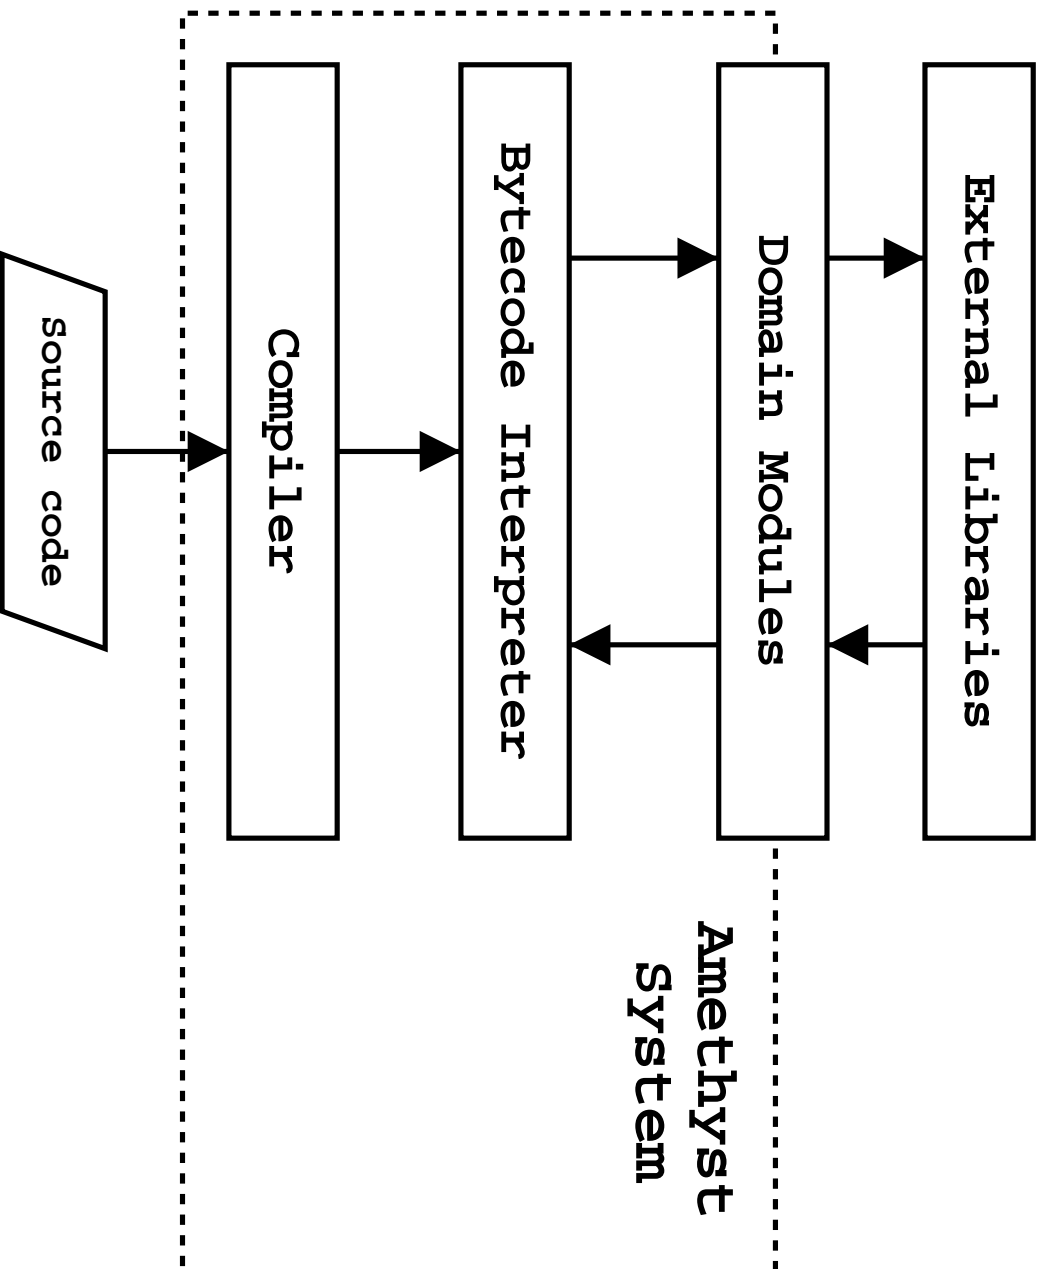 External Libraries
Domain Modules
Amethyst
System
Bytecode Interpreter
Compiler
Source code